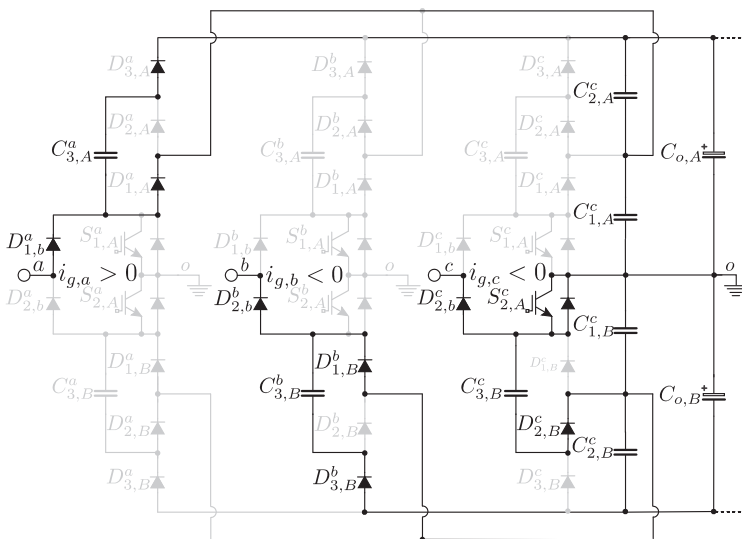 D^a_{3,A} D^b_{3,A} D^c_{3,A}
C^c_{2,A}
D^a_{2,A} D^b_{2,A} D^c_{2,A}
C^a_{3,A} C^b_{3,A} C^c_{3,A} C_{o,A} +
D^a_{1,A} D^b_{1,A} D^c_{1,A}
C^c_{1,A}
D^a_{1,b} S^a_{1,A} D^b_{1,b} S^b_{1,A} D^c_{1,b} S^c_{1,A}
a i_{g,a} > 0 o b i_{g,b} < 0 o c i_{g,c} < 0 o
D^a_{2,b} S^a_{2,A} D^b_{2,b} S^b_{2,A} D^c_{2,b} S^c_{2,A}
C^c_{1,B}
D^a_{1,B} D^b_{1,B} D^c_{1,B}
C^a_{3,B} C^b_{3,B} C^c_{3,B} C_{o,B} +
D^a_{2,B} D^b_{2,B} D^c_{2,B}
C^c_{2,B}
D^a_{3,B} D^b_{3,B} D^c_{3,B}